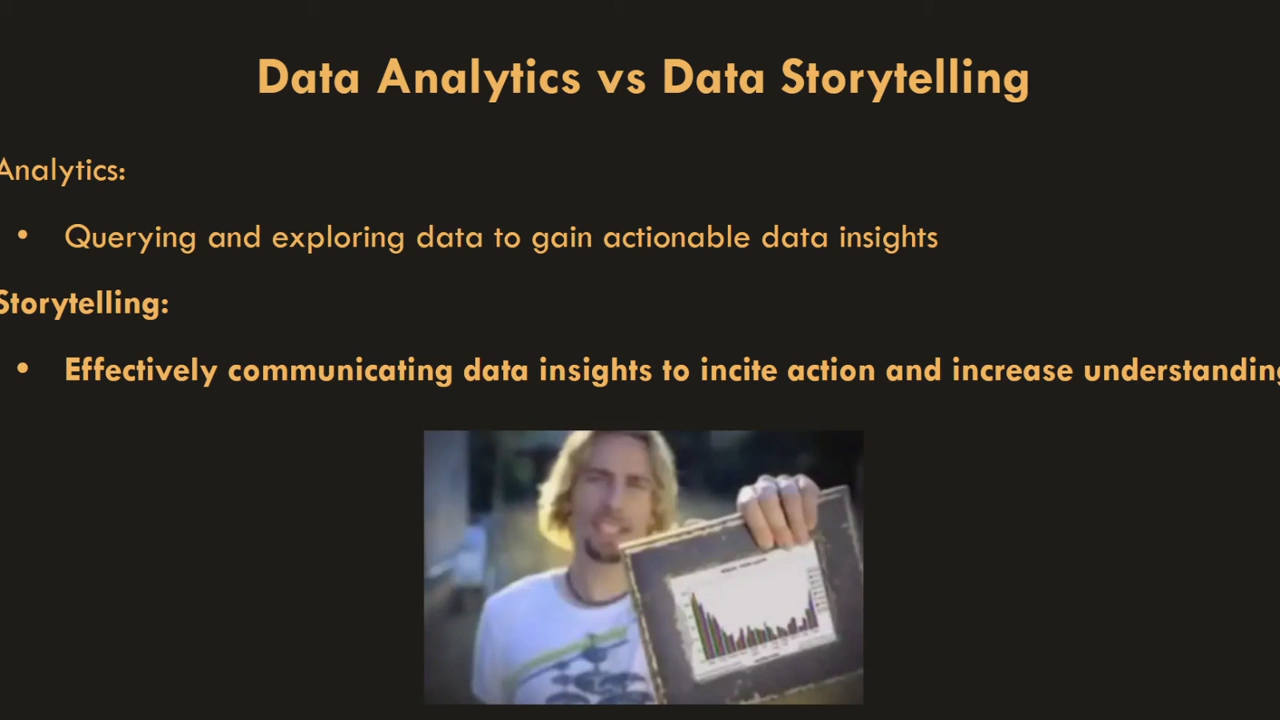 Data Analytics vs Data Storytelling
Analytics:
• Querying and exploring data to gain actionable data insights
Storytelling:
• Effectively communicating data insights to incite action and increase understanding